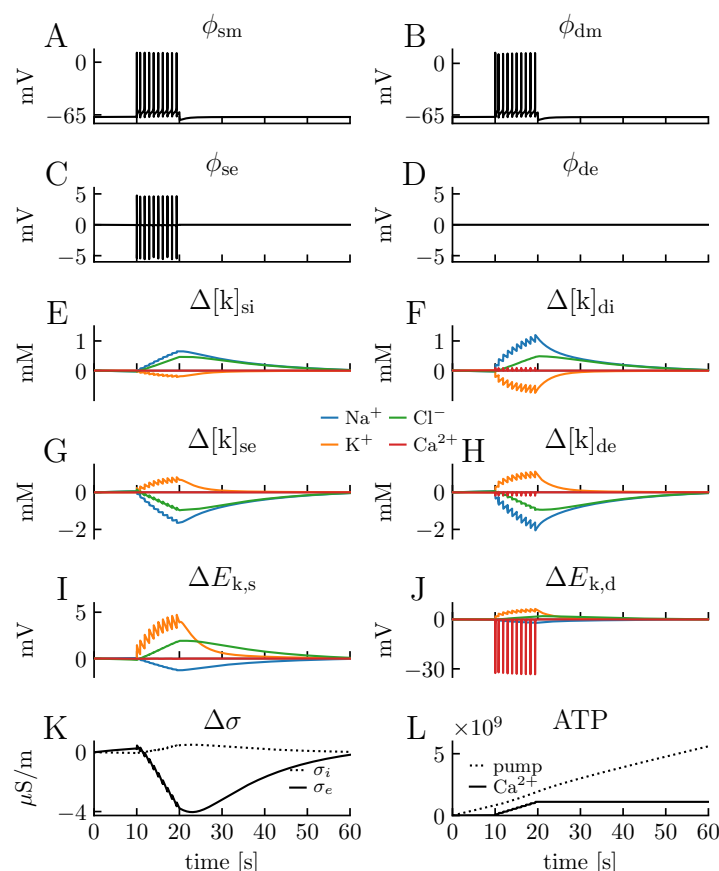 A
ϕsm
mV
0
−65
B
ϕdm
mV
0
−65
C
ϕse
mV
5
0
−5
D
ϕde
mV
5
0
−5
E
Δ[k]si
mM
1
0
F
Δ[k]di
mM
1
0
Na+
Cl−
K+
Ca2+
G
Δ[k]se
mM
0
−2
H
Δ[k]de
mM
0
−2
I
ΔEk,s
mV
5
0
J
ΔEk,d
mV
0
−30
K
Δσ
μS/m
0
−4
σi
σe
0 10 20 30 40 50 60
time [s]
L
×10^9
ATP
5
0
pump
Ca2+
0 10 20 30 40 50 60
time [s]